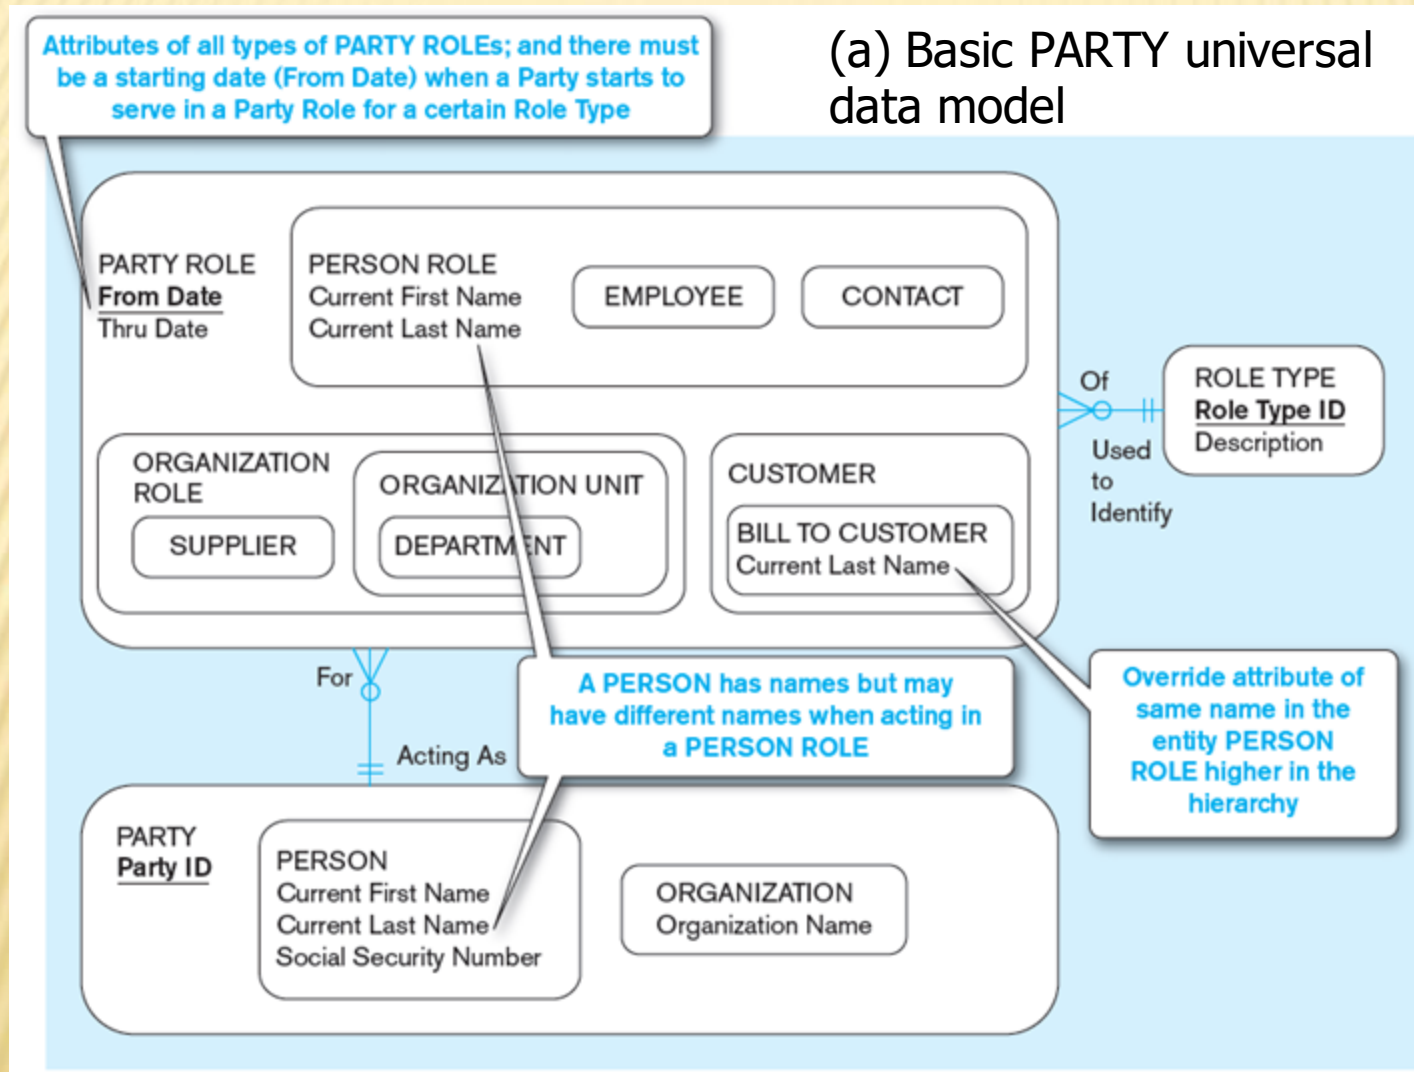 Attributes of all types of PARTY ROLEs; and there must
be a starting date (From Date) when a Party starts to
serve in a Party Role for a certain Role Type
(a) Basic PARTY universal
data model
PARTY ROLE
From Date
Thru Date
PERSON ROLE
Current First Name
Current Last Name
EMPLOYEE
CONTACT
Of
Used
to
Identify
ROLE TYPE
Role Type ID
Description
ORGANIZATION
ROLE
SUPPLIER
ORGANIZATION UNIT
DEPARTMENT
CUSTOMER
BILL TO CUSTOMER
Current Last Name
For
Acting As
A PERSON has names but may
have different names when acting in
a PERSON ROLE
Override attribute of
same name in the
entity PERSON
ROLE higher in the
hierarchy
PARTY
Party ID
PERSON
Current First Name
Current Last Name
Social Security Number
ORGANIZATION
Organization Name